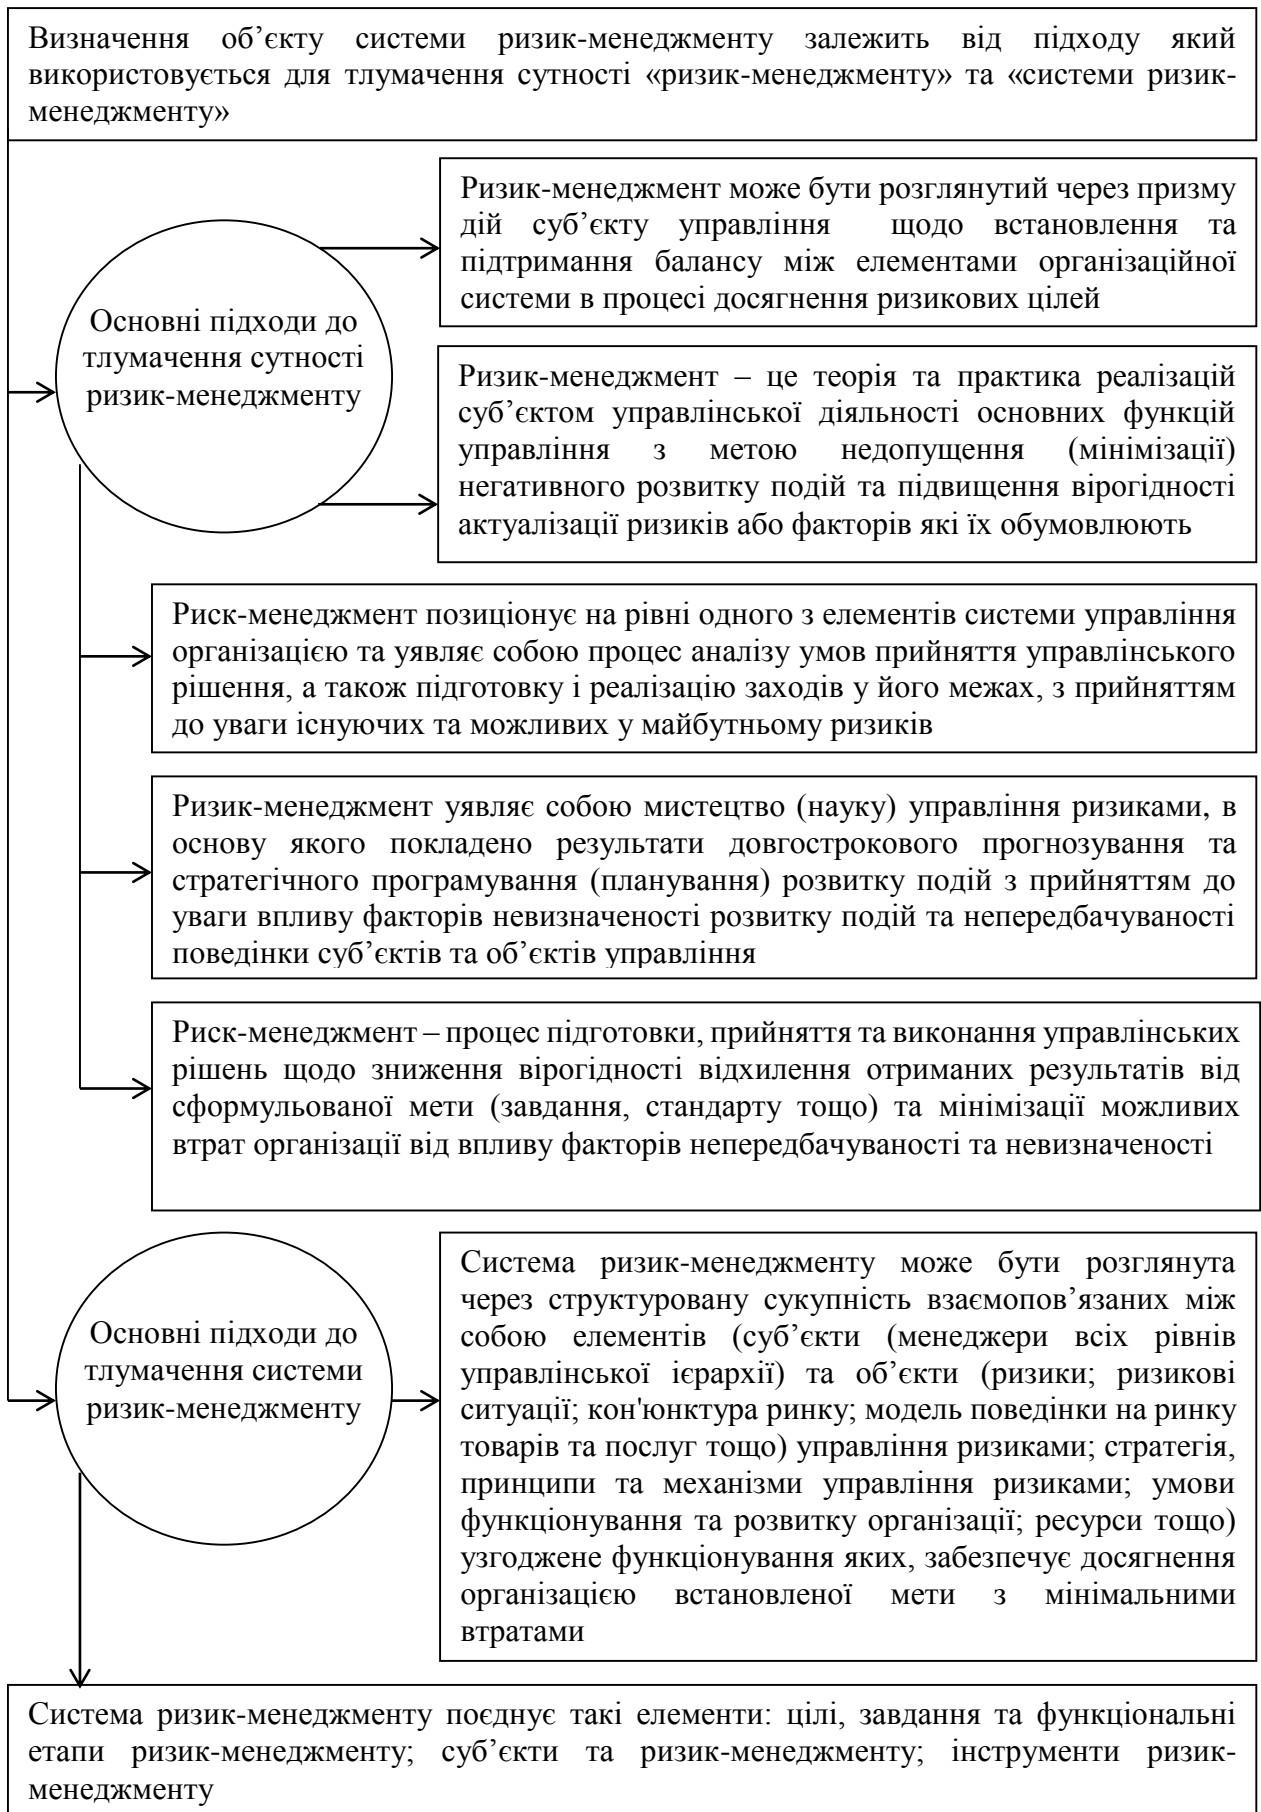 Визначення об’єкту системи ризик-менеджменту залежить від підходу який
використовується для тлумачення сутності «ризик-менеджменту» та «системи ризик-
менеджменту»
Ризик-менеджмент може бути розглянутий через призму
дій суб’єкту управління щодо встановлення та
підтримання балансу між елементами організаційної
системи в процесі досягнення ризикових цілей
Основні підходи до
тлумачення сутності
ризик-менеджменту
Ризик-менеджмент – це теорія та практика реалізацій
суб’єктом управлінської діяльності основних функцій
управління з метою недопущення (мінімізації)
негативного розвитку подій та підвищення вірогідності
актуалізації ризиків або факторів які їх обумовлюють
Риск-менеджмент позиціонує на рівні одного з елементів системи управління
організацією та уявляє собою процес аналізу умов прийняття управлінського
рішення, а також підготовку і реалізацію заходів у його межах, з прийняттям
до уваги існуючих та можливих у майбутньому ризиків
Ризик-менеджмент уявляє собою мистецтво (науку) управління ризиками, в
основу якого покладено результати довгострокового прогнозування та
стратегічного програмування (планування) розвитку подій з прийняттям до
уваги впливу факторів невизначеності розвитку подій та непередбачуваності
поведінки суб’єктів та об’єктів управління
Риск-менеджмент – процес підготовки, прийняття та виконання управлінських
рішень щодо зниження вірогідності відхилення отриманих результатів від
сформульованої мети (завдання, стандарту тощо) та мінімізації можливих
втрат організації від впливу факторів непередбачуваності та невизначеності
Основні підходи до
тлумачення системи
ризик-менеджменту
Система ризик-менеджменту може бути розглянута
через структуровану сукупність взаємопов’язаних між
собою елементів (суб’єкти (менеджери всіх рівнів
управлінської ієрархії) та об’єкти (ризики; ризикові
ситуації; кон'юнктура ринку; модель поведінки на ринку
товарів та послуг тощо) управління ризиками; стратегія,
принципи та механізми управління ризиками; умови
функціонування та розвитку організації; ресурси тощо)
узгоджене функціонування яких, забезпечує досягнення
організацією встановленої мети з мінімальними
втратами
Система ризик-менеджменту поєднує такі елементи: цілі, завдання та функціональні
етапи ризик-менеджменту; суб’єкти та ризик-менеджменту; інструменти ризик-
менеджменту